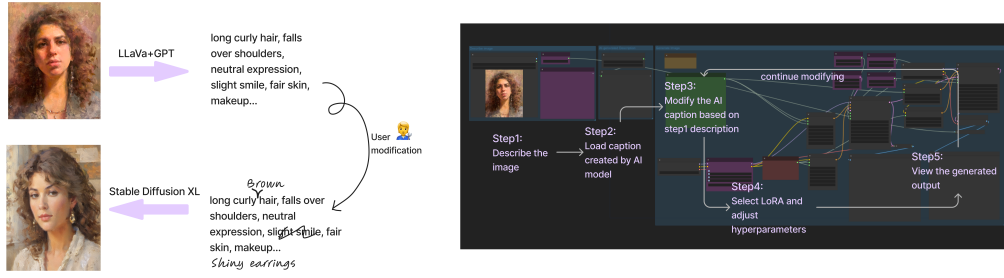 LLaVa+GPT
long curly hair, falls
over shoulders,
neutral expression,
slight smile, fair skin,
makeup...
User
modification
Stable Diffusion XL
Brown
long curly hair, falls over
shoulders, neutral
expression, slight smile, fair
skin, makeup...
Shiny earrings
Step1:
Describe the
image
Step2:
Load caption
created by AI
model
Step3:
Modify the AI
caption based on
step1 description
continue modifying
Step4:
Select LoRA and
adjust
hyperparameters
Step5:
View the generated
output